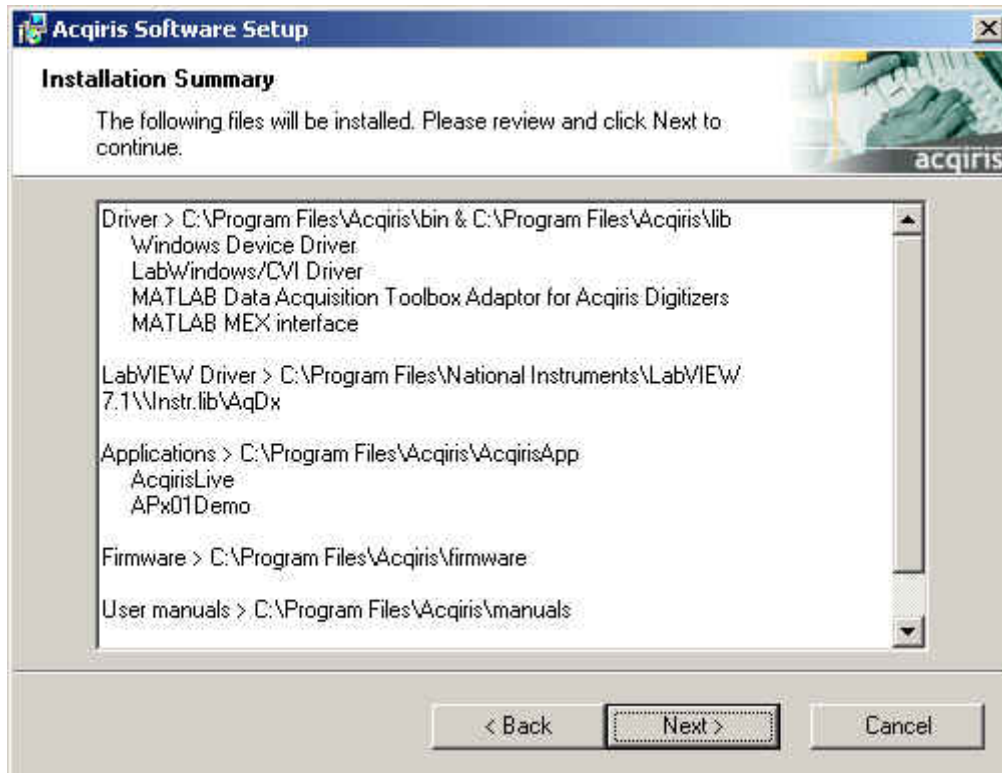 Acqiris Software Setup
Installation Summary
The following files will be installed. Please review and click Next to
continue.
acqiris
Driver > C:\Program Files\Acqiris\bin & C:\Program Files\Acqiris\lib
Windows Device Driver
LabWindows/CVI Driver
MATLAB Data Acquisition Toolbox Adaptor for Acqiris Digitizers
MATLAB MEX interface
LabVIEW Driver > C:\Program Files\National Instruments\LabVIEW
7.1\\Instr.lib\AqDx
Applications > C:\Program Files\Acqiris\AcqirisApp
AcqirisLive
APx01Demo
Firmware > C:\Program Files\Acqiris\firmware
User manuals > C:\Program Files\Acqiris\manuals
< Back
Next >
Cancel